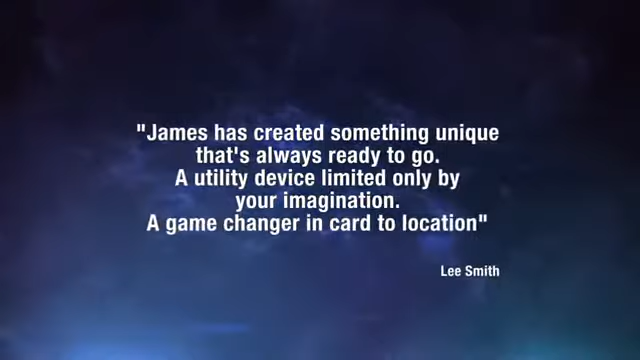 "James has created something unique
that's always ready to go.
A utility device limited only by
your imagination.
A game changer in card to location"
Lee Smith